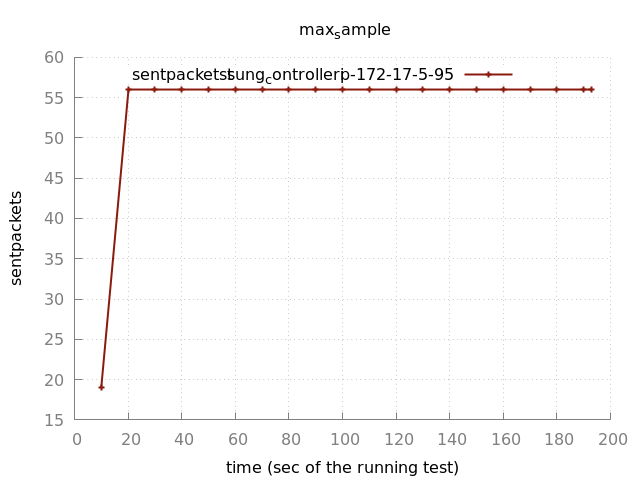 max_sample
60
sentpacketstsung_controllerip-172-17-5-95
55
50
45
40
35
30
25
20
15
sentpackets
0 20 40 60 80 100 120 140 160 180 200
time (sec of the running test)